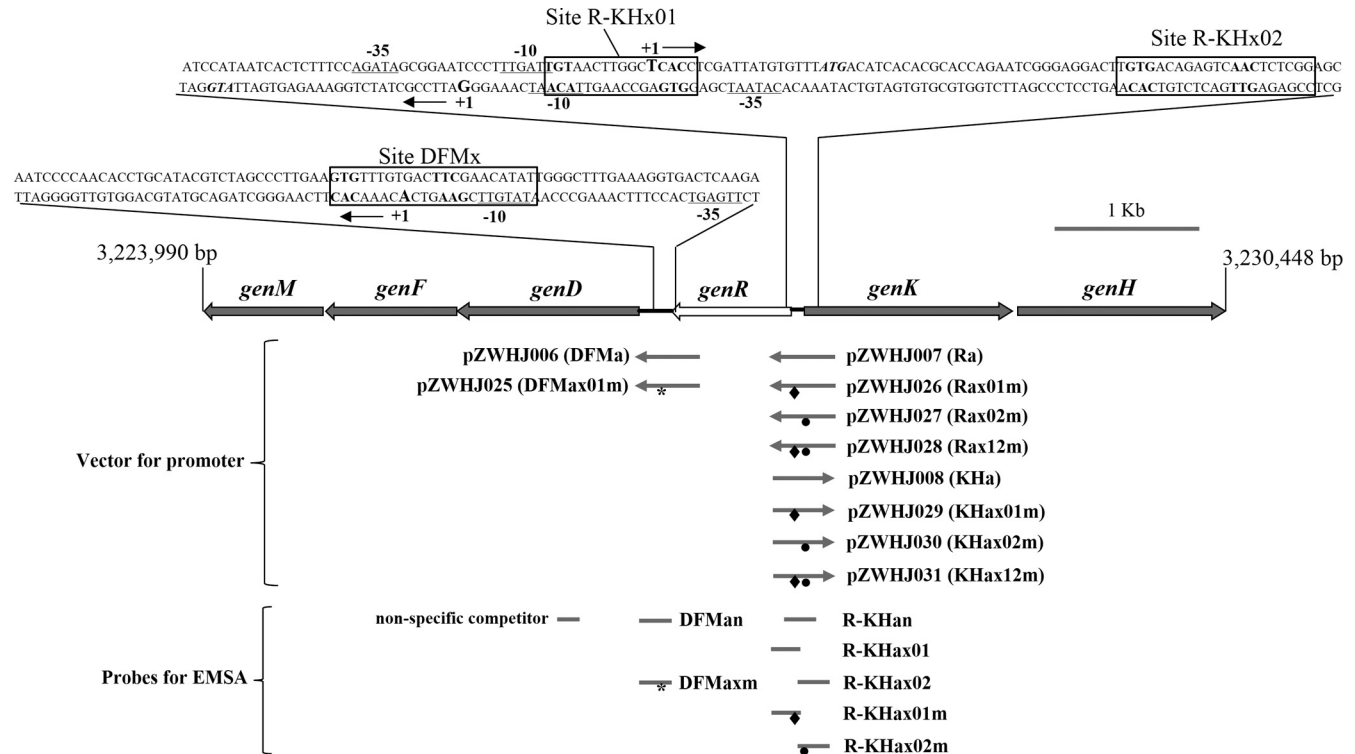 Site R-KHx01
-35 -10 +1 Site R-KHx02
ATCCATAATCACTCTTTCCAGATAGCGGAATCCCTTTGATTGTAACTTGGCTCACCTCGATTATGTGTTTATGACATCACACGCACCAGAATCGGGAGGACTTGTGACAGAGTCAACTCTCGGAGC
TAGGTATTAGTGAGAAAGGTCTATCGCCTTAGGGAAACTAACATTGAACCGAGTGGAGCTAATACACAAATACTGTAGTGTGCGTGGTCTTAGCCCTCCTGAACACTGTCTCAGTTGAGAGCCTCG
+1 -10 -35
Site DFMx
AATCCCCAACACCTGCATACGTCTAGCCCTTGAAGTGTTTGTGACTTCGAACATATTGGGCTTTGAAAGGTGACTCAAGA
TTAGGGGTTGTGGACGTATGCAGATCGGGAACTTCACAAACACTGAAGCTTGTATAACCCGAAACTTTCCACTGAGTTCT
+1 -10 -35
1 Kb
3,223,990 bp 3,230,448 bp
genM genF genD genR genK genH
pZWHJ006 (DFMa) pZWHJ007 (Ra)
pZWHJ025 (DFMax01m) * pZWHJ026 (Rax01m)
pZWHJ027 (Rax02m)
pZWHJ028 (Rax12m)
Vector for promoter
pZWHJ008 (KHa)
pZWHJ029 (KHax01m)
pZWHJ030 (KHax02m)
pZWHJ031 (KHax12m)
non-specific competitor DFMan R-KHan
R-KHax01
Probes for EMSA
* DFMaxm R-KHax02
R-KHax01m
R-KHax02m